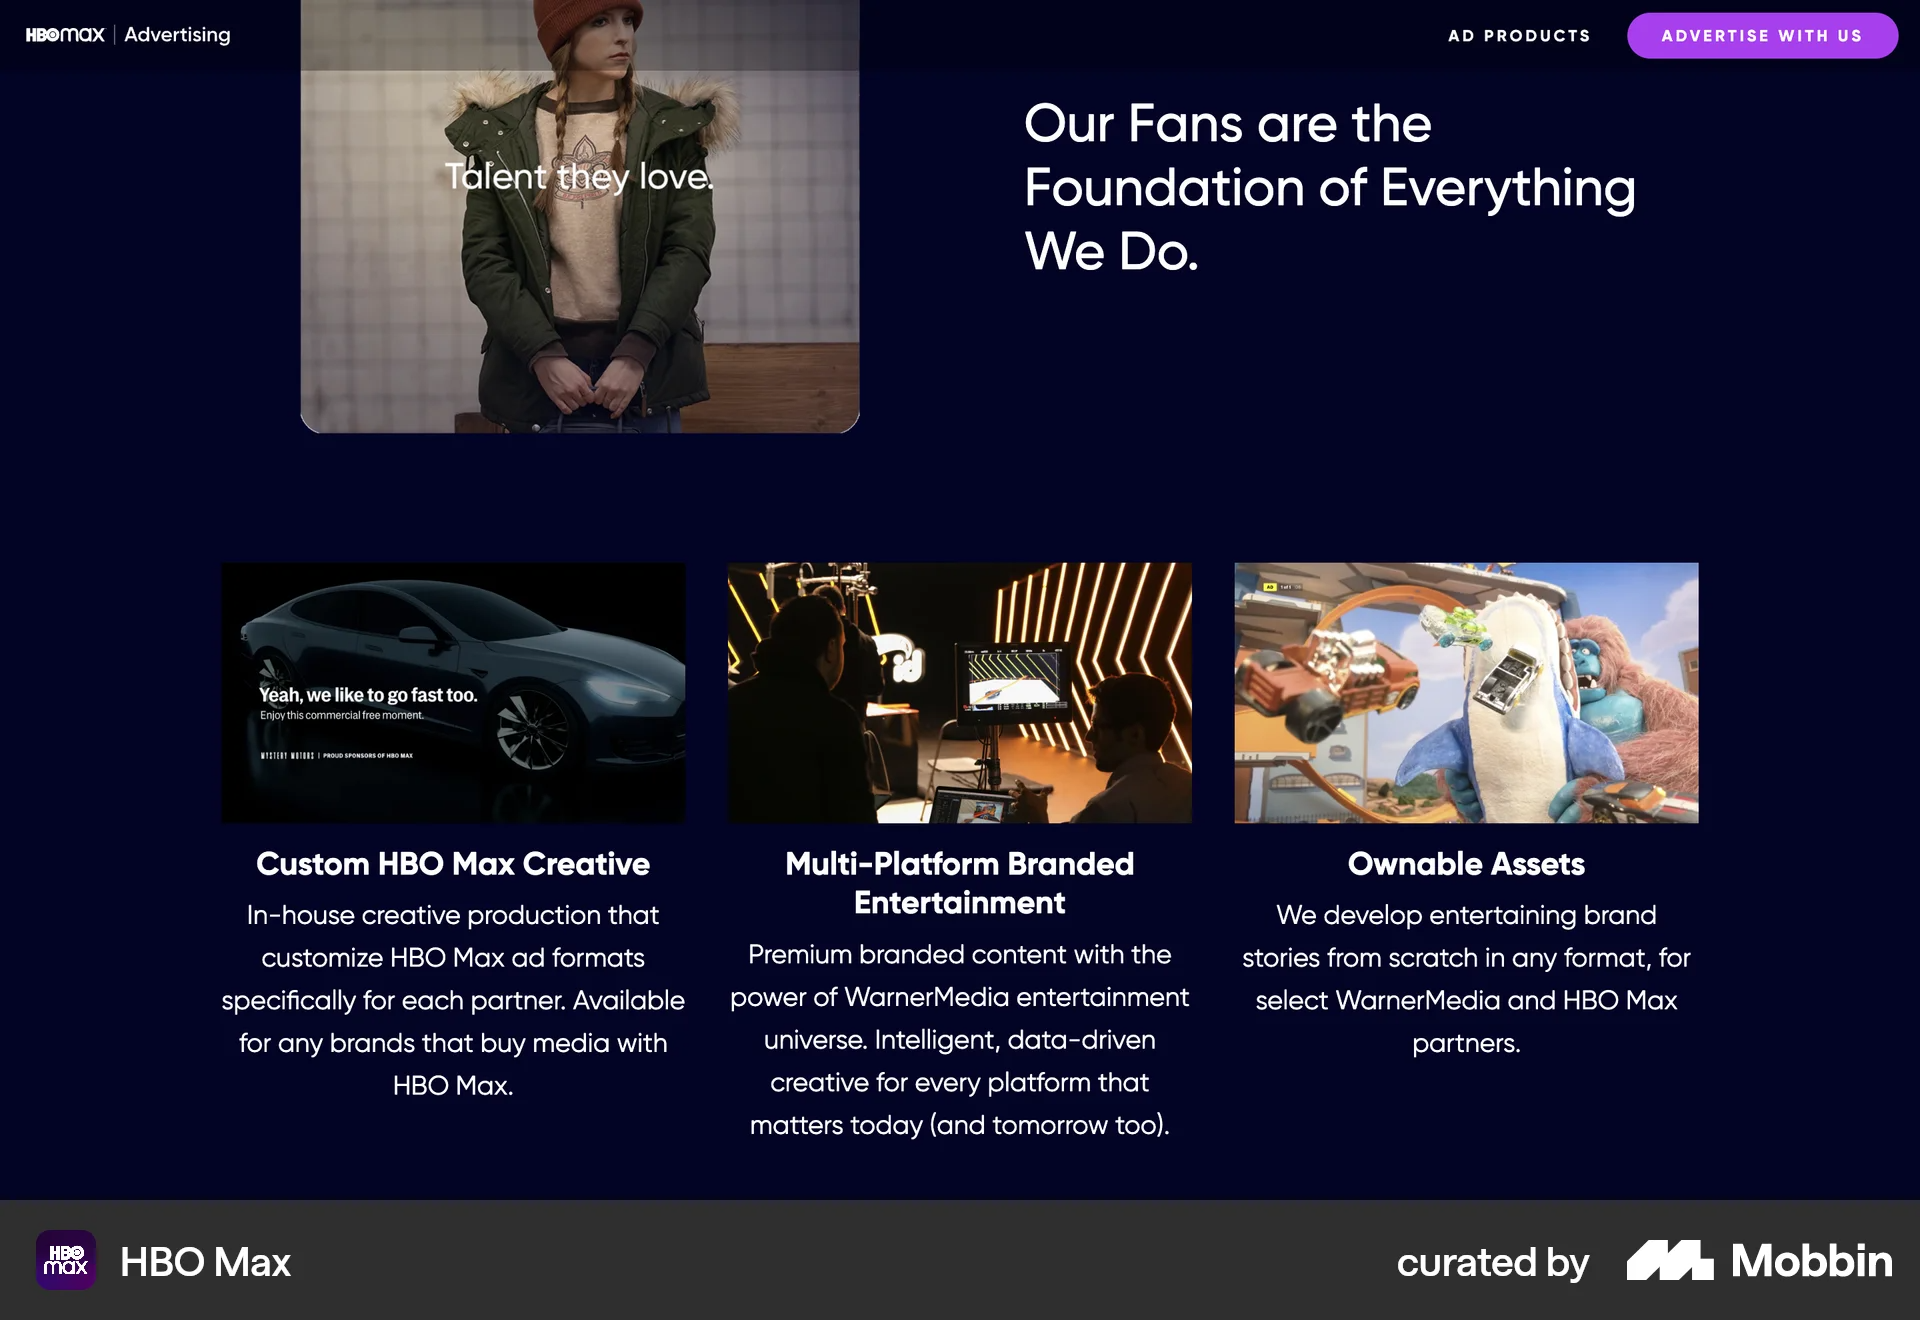 HBOmax | Advertising
AD PRODUCTS
ADVERTISE WITH US
Talent they love.
Our Fans are the
Foundation of Everything
We Do.
Yeah, we like to go fast too.
Enjoy this commercial free moment.
MYSTERY MOTORS | PROUD SPONSORS OF HBO MAX
AD 1 of 1
Custom HBO Max Creative
In-house creative production that
customize HBO Max ad formats
specifically for each partner. Available
for any brands that buy media with
HBO Max.
Multi-Platform Branded
Entertainment
Premium branded content with the
power of WarnerMedia entertainment
universe. Intelligent, data-driven
creative for every platform that
matters today (and tomorrow too).
Ownable Assets
We develop entertaining brand
stories from scratch in any format, for
select WarnerMedia and HBO Max
partners.
HBO
max
HBO Max
curated by
Mobbin